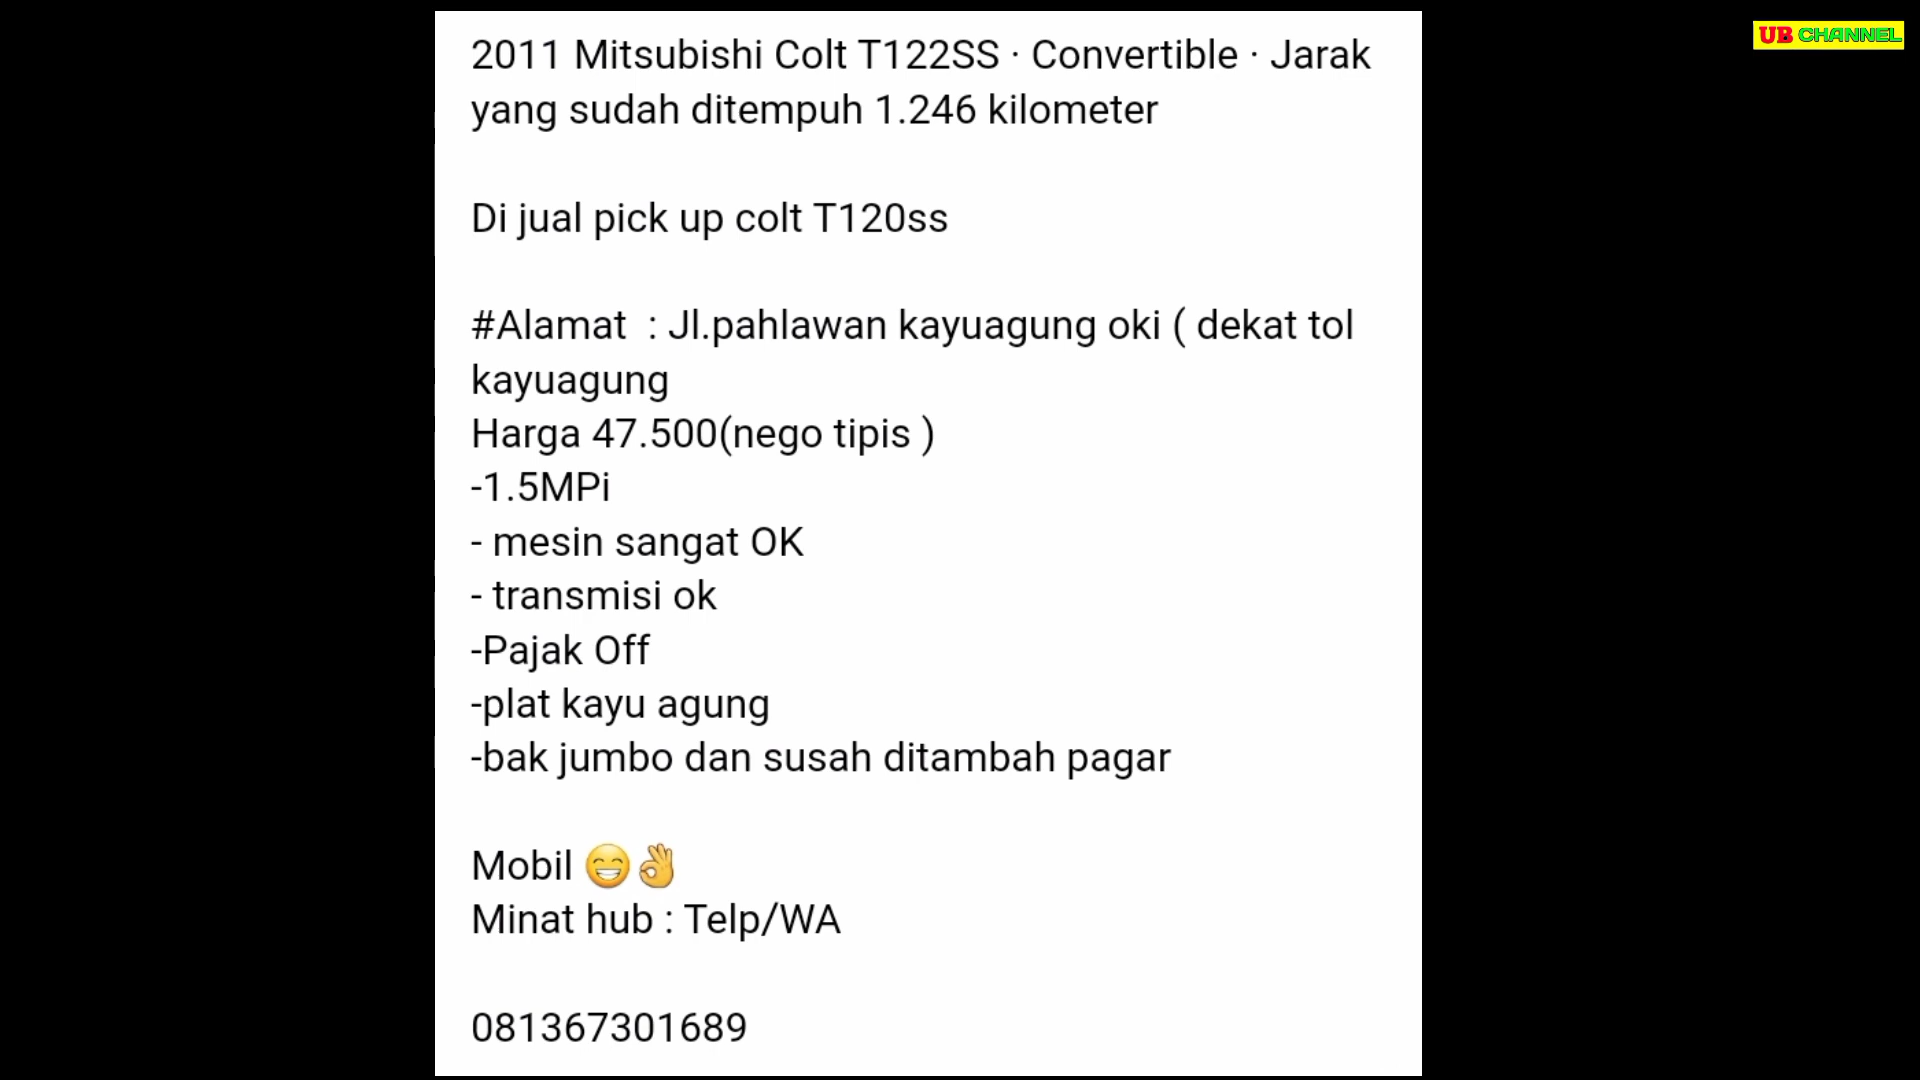 UB CHANNEL
2011 Mitsubishi Colt T122SS · Convertible · Jarak
yang sudah ditempuh 1.246 kilometer
Di jual pick up colt T120ss
#Alamat  : Jl.pahlawan kayuagung oki ( dekat tol
kayuagung
Harga 47.500(nego tipis )
-1.5MPi
- mesin sangat OK
- transmisi ok
-Pajak Off
-plat kayu agung
-bak jumbo dan susah ditambah pagar
Mobil 😁👌
Minat hub : Telp/WA
081367301689